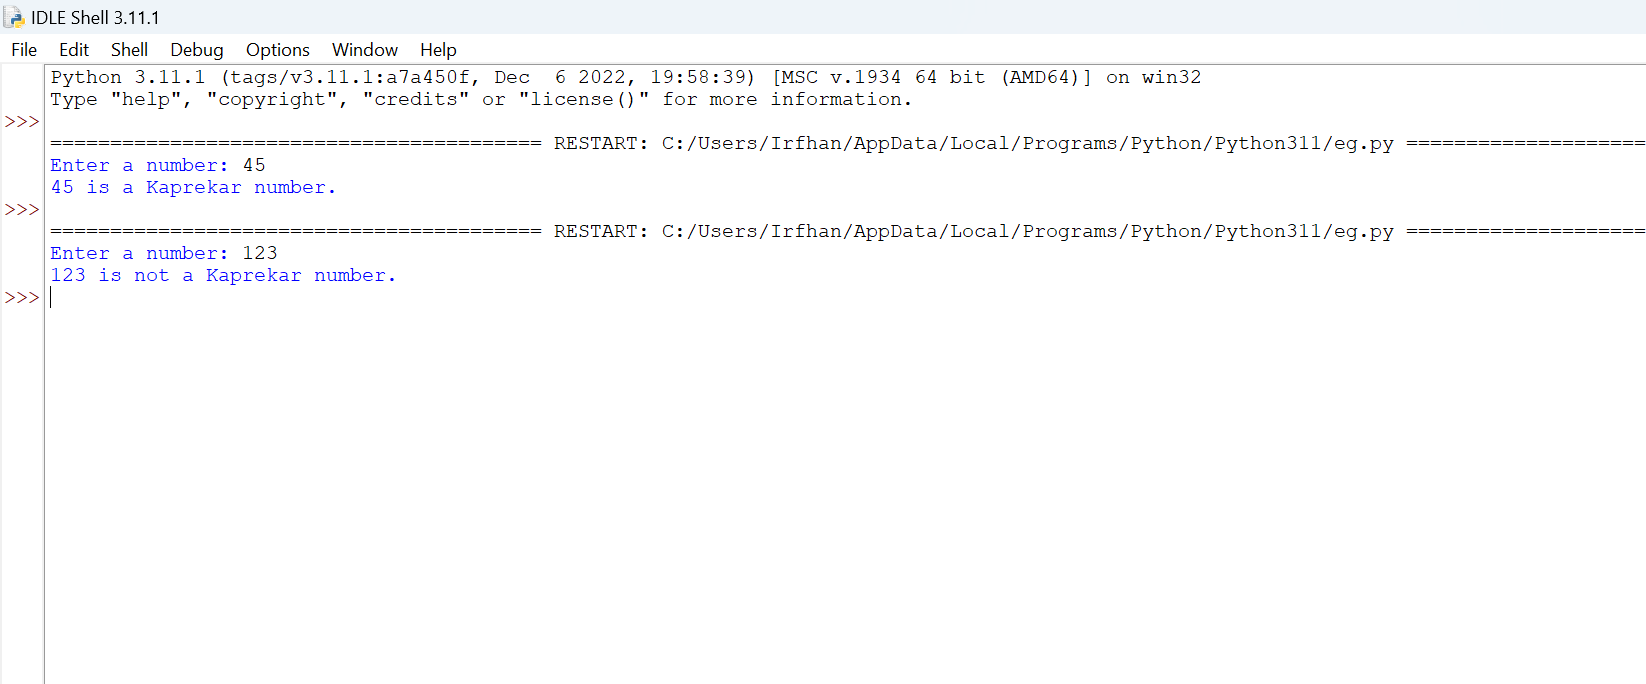 IDLE Shell 3.11.1
File Edit Shell Debug Options Window Help
Python 3.11.1 (tags/v3.11.1:a7a450f, Dec  6 2022, 19:58:39) [MSC v.1934 64 bit (AMD64)] on win32
Type "help", "copyright", "credits" or "license()" for more information.
>>>
========================================= RESTART: C:/Users/Irfhan/AppData/Local/Programs/Python/Python311/eg.py ====================
Enter a number: 45
45 is a Kaprekar number.
>>>
========================================= RESTART: C:/Users/Irfhan/AppData/Local/Programs/Python/Python311/eg.py ====================
Enter a number: 123
123 is not a Kaprekar number.
>>>